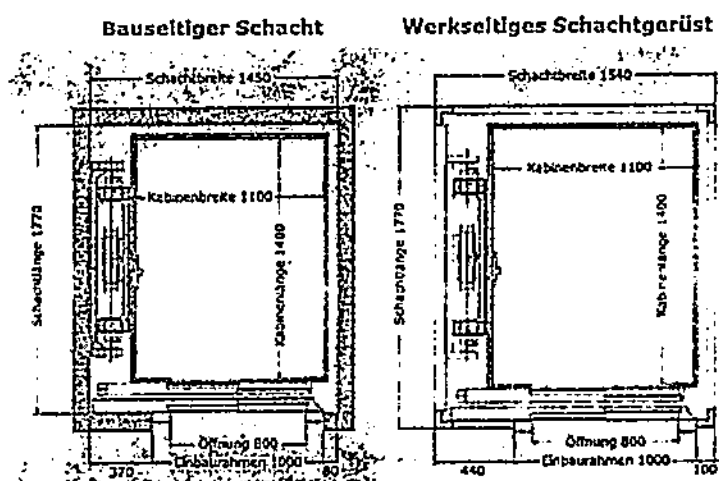 Bauseitiger Schacht
Schachtbreite 1450
Schachtlänge 1770
Kabinenbreite 1100
Kabinenlänge 1400
Öffnung 800
Einbaurahmen 1000
370
80
Werkseitiges Schachtgerüst
Schachtbreite 1540
Schachtlänge 1770
Kabinenbreite 1100
Kabinenlänge 1400
Öffnung 800
Einbaurahmen 1000
440
100